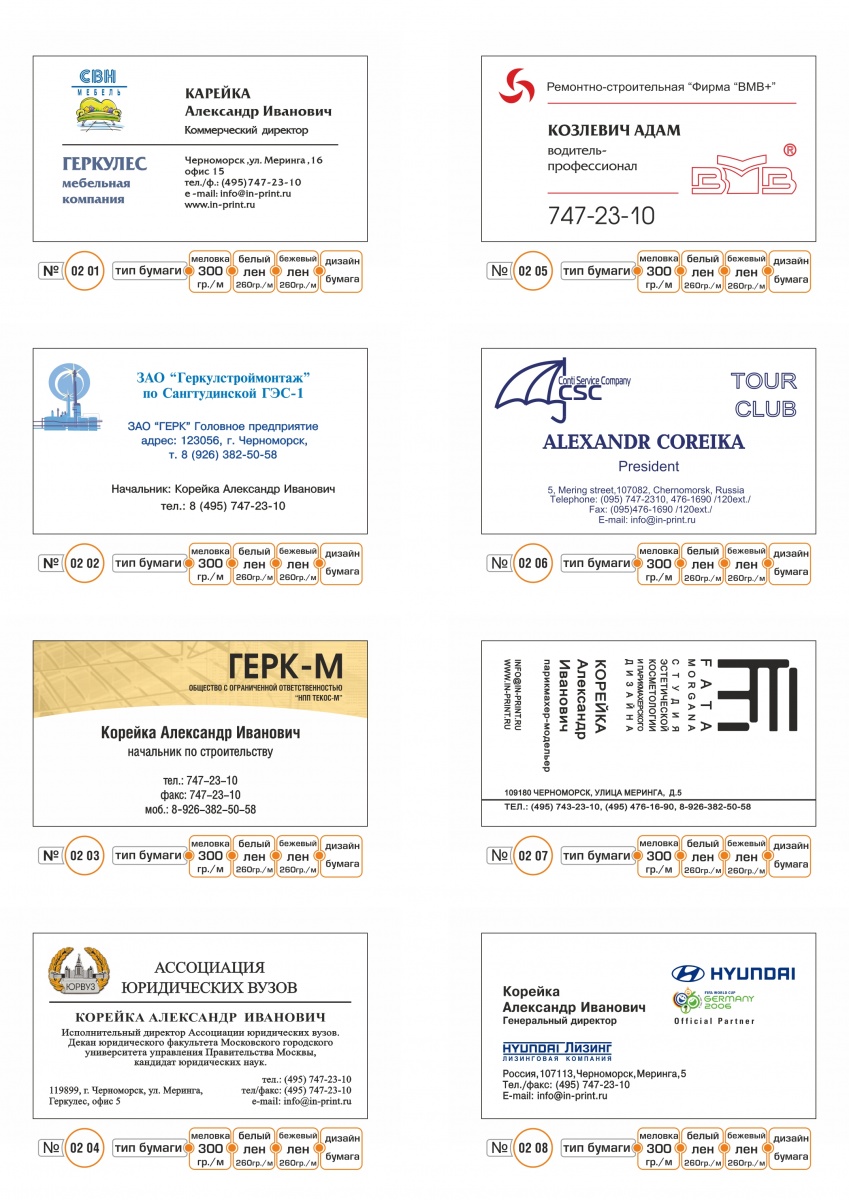 СВН
МЕБЕЛЬ
КАРЕЙКА
Александр Иванович
Коммерческий директор
ГЕРКУЛЕС
мебельная
компания
Черноморск ,ул. Меринга ,16
офис 15
тел./ф.: (495)747-23-10
e -mail: info@in-print.ru
www.in-print.ru
№ 02 01 тип бумаги
меловка 300 гр./м
белый лен 260гр./м
бежевый лен 260гр./м
дизайн бумага
Ремонтно-строительная “Фирма “ВМВ+”
КОЗЛЕВИЧ АДАМ
водитель-
профессионал
ВМВ ®
747-23-10
№ 02 05 тип бумаги
меловка 300 гр./м
белый лен 260гр./м
бежевый лен 260гр./м
дизайн бумага
ЗАО “Геркулстроймонтаж”
по Сангтудинской ГЭС-1
ЗАО “ГЕРК” Головное предприятие
адрес: 123056, г. Черноморск,
т. 8 (926) 382-50-58
Начальник: Корейка Александр Иванович
тел.: 8 (495) 747-23-10
№ 02 02 тип бумаги
меловка 300 гр./м
белый лен 260гр./м
бежевый лен 260гр./м
дизайн бумага
Conti Service Company
CSC
TOUR
CLUB
ALEXANDR COREIKA
President
5, Mering street,107082, Chernomorsk, Russia
Telephone: (095) 747-2310, 476-1690 /120ext./
Fax: (095)476-1690 /120ext./
E-mail: info@in-print.ru
№ 02 06 тип бумаги
меловка 300 гр./м
белый лен 260гр./м
бежевый лен 260гр./м
дизайн бумага
ГЕРК-М
ОБЩЕСТВО С ОГРАНИЧЕННОЙ ОТВЕТСТВЕННОСТЬЮ
“НПП ТЕКОС-М”
Корейка Александр Иванович
начальник по строительству
тел.: 747-23-10
факс: 747-23-10
моб.: 8-926-382-50-58
№ 02 03 тип бумаги
меловка 300 гр./м
белый лен 260гр./м
бежевый лен 260гр./м
дизайн бумага
FATA
MORGANA
СТУДИЯ
ЭСТЕТИЧЕСКОЙ
КОСМЕТОЛОГИИ
И ПАРИКМАХЕРСКОГО
ДИЗАЙНА
КОРЕЙКА
Александр
Иванович
парикмахер-модельер
INFO@IN-PRINT.RU
WWW.IN-PRINT.RU
109180 ЧЕРНОМОРСК, УЛИЦА МЕРИНГА, Д.5
ТЕЛ.: (495) 743-23-10, (495) 476-16-90, 8-926-382-50-58
№ 02 07 тип бумаги
меловка 300 гр./м
белый лен 260гр./м
бежевый лен 260гр./м
дизайн бумага
ЮРВУЗ
АССОЦИАЦИЯ
ЮРИДИЧЕСКИХ ВУЗОВ
КОРЕЙКА АЛЕКСАНДР ИВАНОВИЧ
Исполнительный директор Ассоциации юридических вузов.
Декан юридического факультета Московского городского
университета управления Правительства Москвы,
кандидат юридических наук.
119899, г. Черноморск, ул. Меринга,
Геркулес, офис 5
тел.: (495) 747-23-10
тел/факс: (495) 747-23-10
e-mail: info@in-print.ru
№ 02 04 тип бумаги
меловка 300 гр./м
белый лен 260гр./м
бежевый лен 260гр./м
дизайн бумага
HYUNDAI
FIFA WORLD CUP
GERMANY
2006
Official Partner
Корейка
Александр Иванович
Генеральный директор
HYUNDAI Лизинг
ЛИЗИНГОВАЯ КОМПАНИЯ
Россия,107113,Черноморск,Меринга,5
Тел./факс: (495) 747-23-10
E-mail: info@in-print.ru
№ 02 08 тип бумаги
меловка 300 гр./м
белый лен 260гр./м
бежевый лен 260гр./м
дизайн бумага